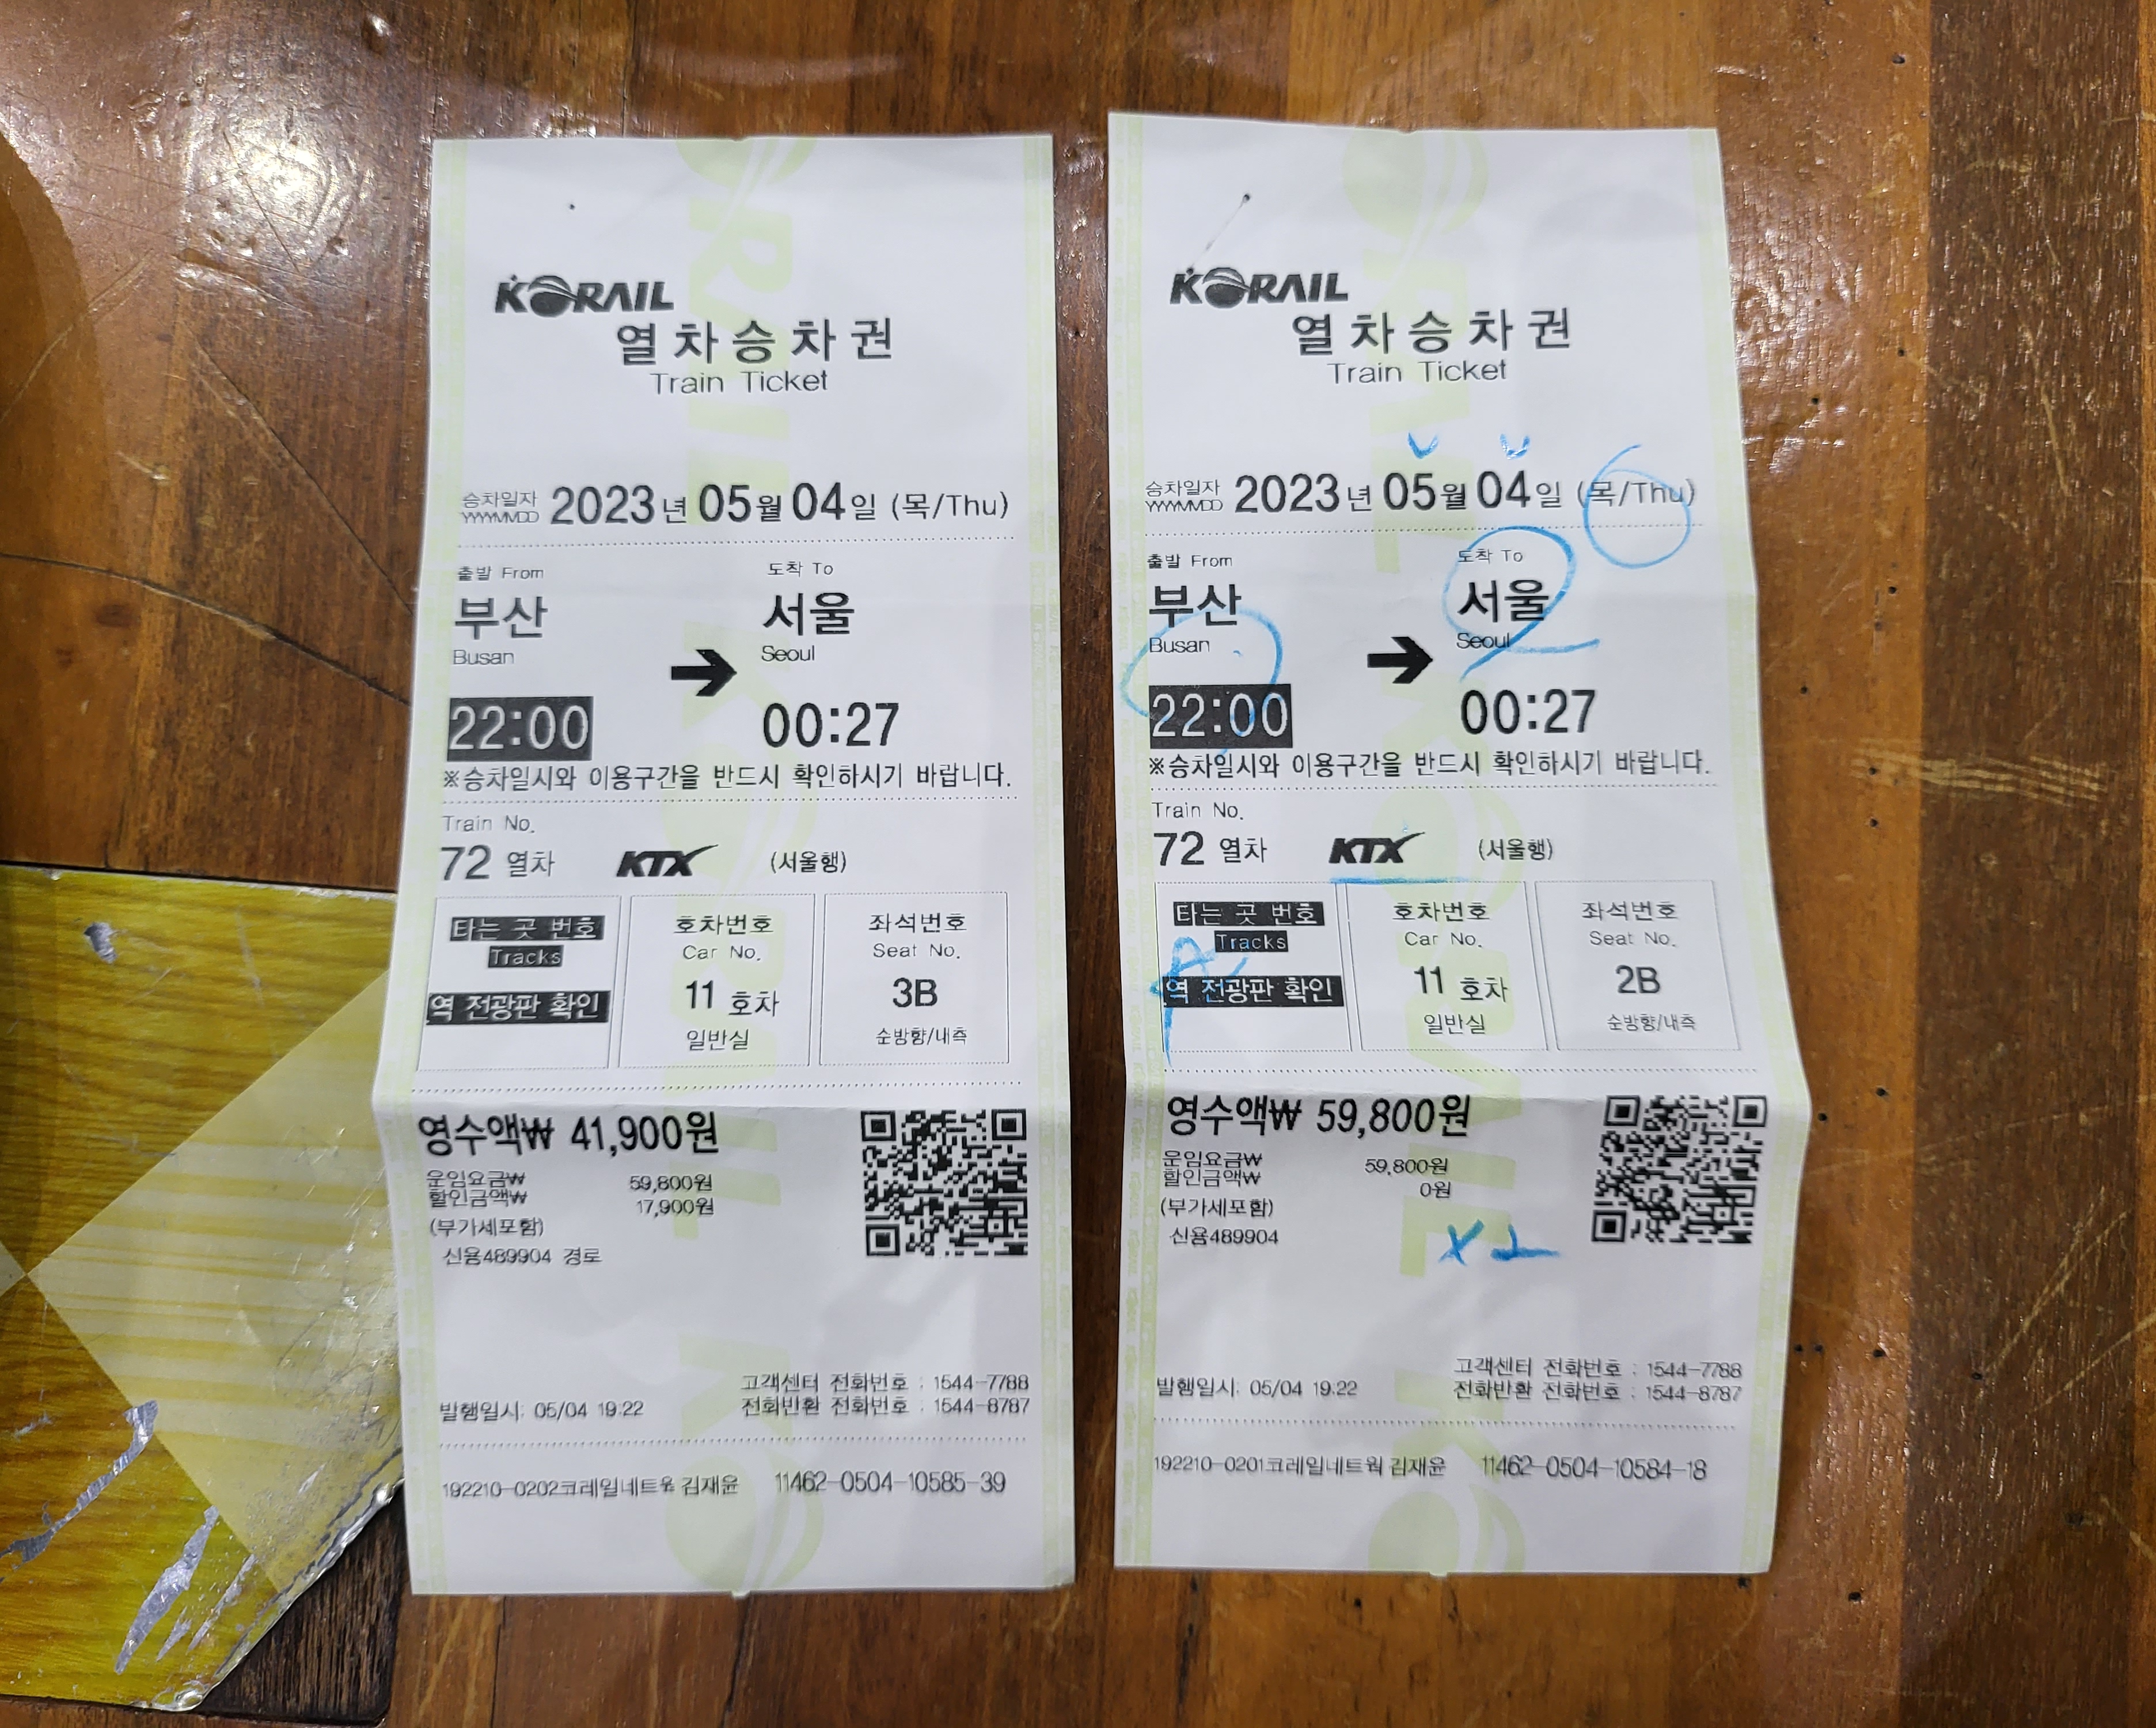 KORAIL
열차승차권
Train Ticket
승차일자 YYYYMMDD 2023년 05월 04일 (목/Thu)
출발 From 도착 To
부산 서울
Busan Seoul
22:00 00:27
※승차일시와 이용구간을 반드시 확인하시기 바랍니다.
Train No.
72 열차 KTX (서울행)
타는 곳 번호 호차번호 좌석번호
Tracks Car No. Seat No.
역 전광판 확인 11 호차 3B
일반실 순방향/내측
영수액₩ 41,900원
운임요금₩ 59,800원
할인금액₩ 17,900원
(부가세포함)
신용489904 경로
고객센터 전화번호 : 1544-7788
발행일시: 05/04 19:22 전화반환 전화번호 : 1544-8787
192210-0202코레일네트웍 김재윤 11462-0504-10585-39
KORAIL
열차승차권
Train Ticket
승차일자 YYYYMMDD 2023년 05월 04일 (목/Thu)
출발 From 도착 To
부산 서울
Busan Seoul
22:00 00:27
※승차일시와 이용구간을 반드시 확인하시기 바랍니다.
Train No.
72 열차 KTX (서울행)
타는 곳 번호 호차번호 좌석번호
Tracks Car No. Seat No.
역 전광판 확인 11 호차 2B
일반실 순방향/내측
영수액₩ 59,800원
운임요금₩ 59,800원
할인금액₩ 0원
(부가세포함)
신용489904
x2
고객센터 전화번호 : 1544-7788
발행일시: 05/04 19:22 전화반환 전화번호 : 1544-8787
192210-0201코레일네트웍 김재윤 11462-0504-10584-18